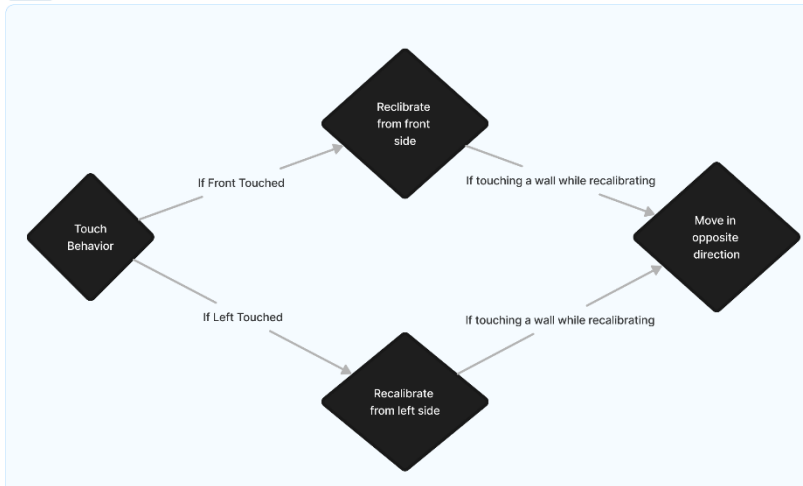 Reclibrate
from front
side
If Front Touched
If touching a wall while recalibrating
Touch
Behavior
Move in
opposite
direction
If Left Touched
If touching a wall while recalibrating
Recalibrate
from left side